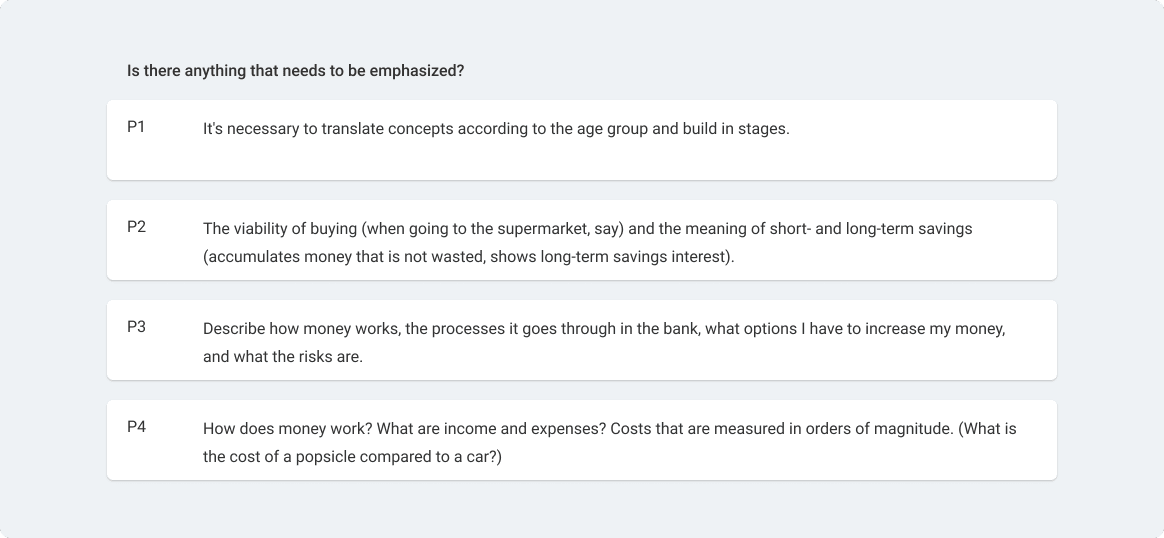 Is there anything that needs to be emphasized?
P1
It's necessary to translate concepts according to the age group and build in stages.
P2
The viability of buying (when going to the supermarket, say) and the meaning of short- and long-term savings
(accumulates money that is not wasted, shows long-term savings interest).
P3
Describe how money works, the processes it goes through in the bank, what options I have to increase my money,
and what the risks are.
P4
How does money work? What are income and expenses? Costs that are measured in orders of magnitude. (What is
the cost of a popsicle compared to a car?)